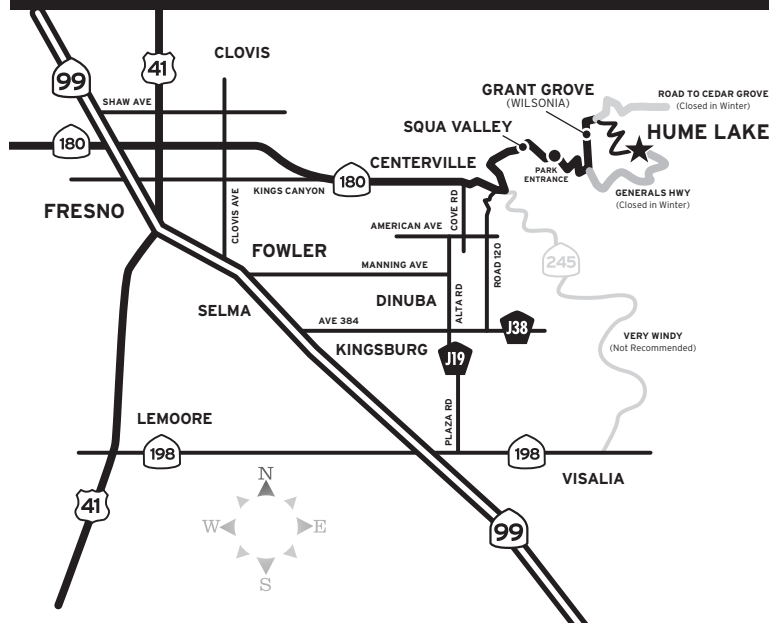 CLOVIS
41
99
SHAW AVE
GRANT GROVE
(WILSONIA)
ROAD TO CEDAR GROVE
(Closed in Winter)
SQUA VALLEY
HUME LAKE
180
CENTERVILLE
PARK
ENTRANCE
KINGS CANYON
180
GENERALS HWY
(Closed in Winter)
FRESNO
CLOVIS AVE
COVE RD
AMERICAN AVE
ROAD 120
FOWLER
MANNING AVE
245
SELMA
DINUBA
ALTA RD
AVE 384
J38
KINGSBURG
J19
VERY WINDY
(Not Recommended)
LEMOORE
PLAZA RD
198
198
VISALIA
N
41
W
E
99
S